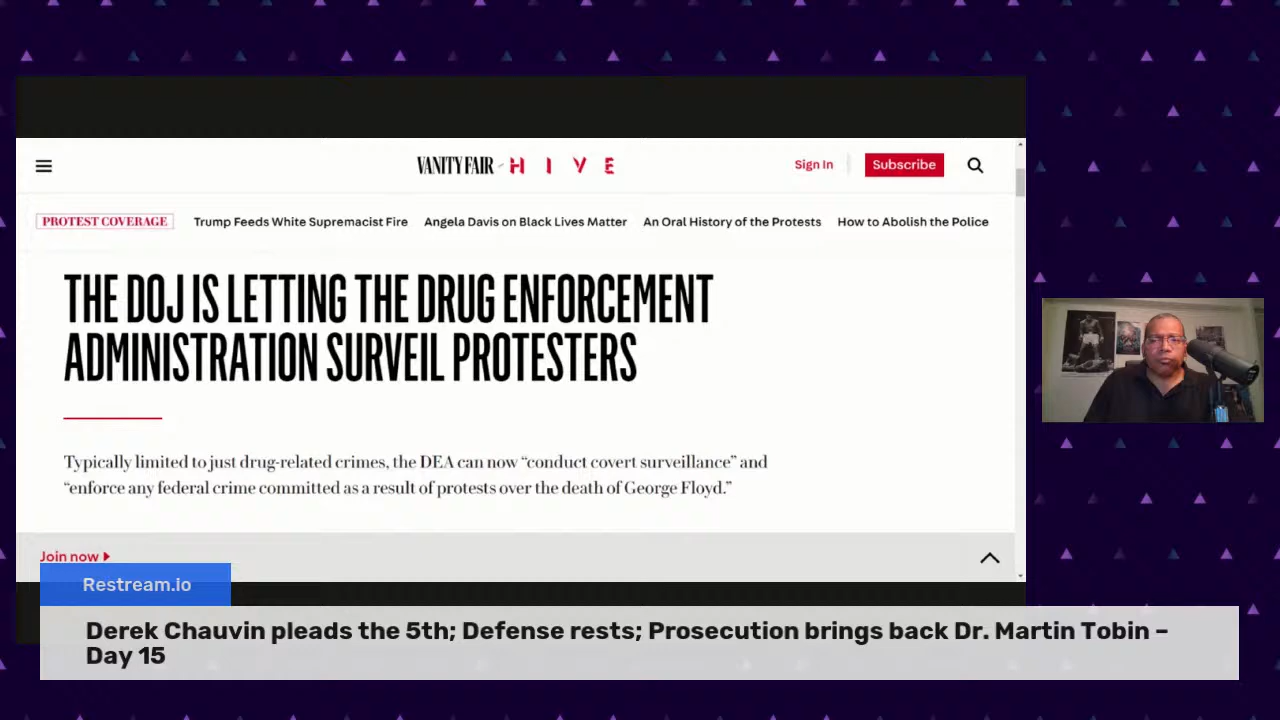 VANITY FAIR HIVE
Sign In
Subscribe
PROTEST COVERAGE
Trump Feeds White Supremacist Fire
Angela Davis on Black Lives Matter
An Oral History of the Protests
How to Abolish the Police
THE DOJ IS LETTING THE DRUG ENFORCEMENT
ADMINISTRATION SURVEIL PROTESTERS
Typically limited to just drug-related crimes, the DEA can now “conduct covert surveillance” and
“enforce any federal crime committed as a result of protests over the death of George Floyd.”
Join now
Restream.io
Derek Chauvin pleads the 5th; Defense rests; Prosecution brings back Dr. Martin Tobin –
Day 15